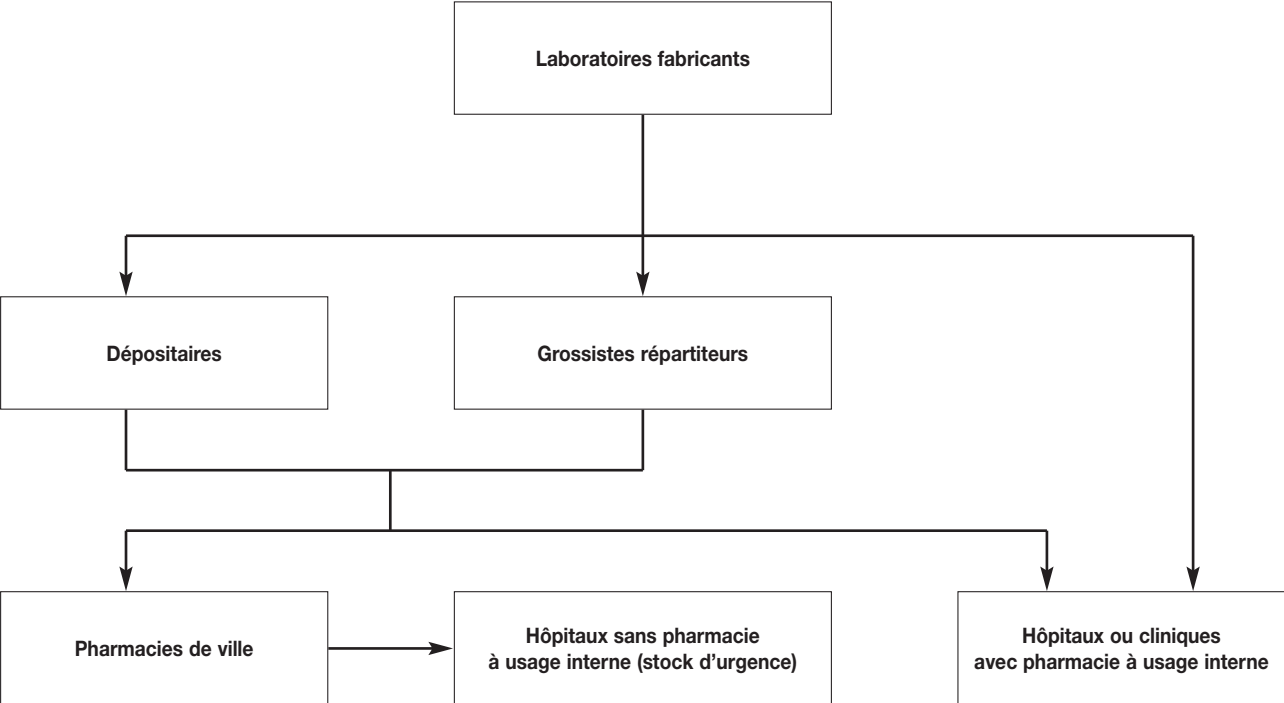 Laboratoires fabricants
Dépositaires
Grossistes répartiteurs
Pharmacies de ville
Hôpitaux sans pharmacie
à usage interne (stock d’urgence)
Hôpitaux ou cliniques
avec pharmacie à usage interne